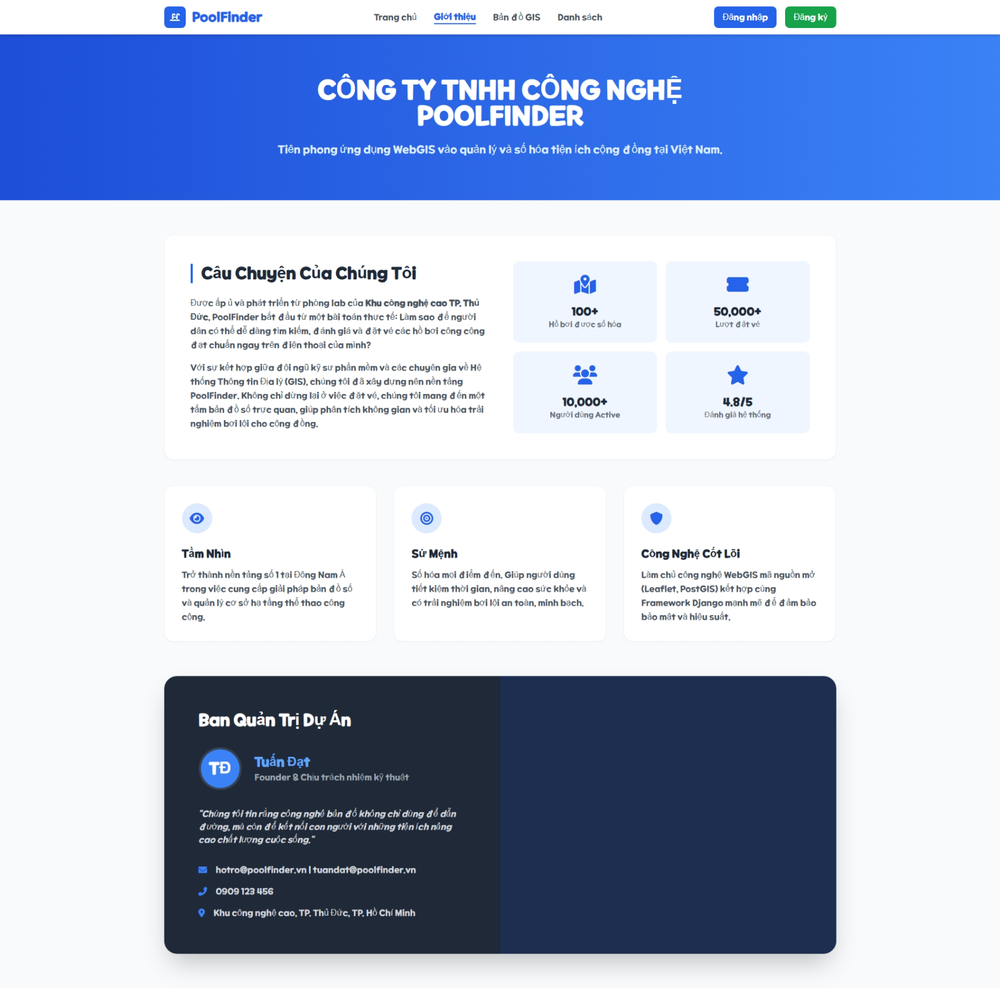 PoolFinder
Trang chủ
Giới thiệu
Bản đồ GIS
Danh sách
Đăng nhập
Đăng ký
CÔNG TY TNHH CÔNG NGHỆ
POOLFINDER
Tiên phong ứng dụng WebGIS vào quản lý và số hóa tiện ích cộng đồng tại Việt Nam.
Câu Chuyện Của Chúng Tôi
Được ấp ủ và phát triển từ phòng lab của Khu công nghệ cao TP. Thủ
Đức, PoolFinder bắt đầu từ một bài toán thực tế: Làm sao để người
dân có thể dễ dàng tìm kiếm, đánh giá và đặt vé các hồ bơi công cộng
đạt chuẩn ngay trên điện thoại của mình?
Với sự kết hợp giữa đội ngũ kỹ sư phần mềm và các chuyên gia về Hệ
thống Thông tin Địa lý (GIS), chúng tôi đã xây dựng nên nền tảng
PoolFinder. Không chỉ dừng lại ở việc đặt vé, chúng tôi mang đến một
tấm bản đồ số trực quan, giúp phân tích không gian và tối ưu hóa trải
nghiệm bơi lội cho cộng đồng.
100+
Hồ bơi được số hóa
50,000+
Lượt đặt vé
10,000+
Người dùng Active
4.8/5
Đánh giá hệ thống
Tầm Nhìn
Trở thành nền tảng số 1 tại Đông Nam Á
trong việc cung cấp giải pháp bản đồ số
và quản lý cơ sở hạ tầng thể thao công
cộng.
Sứ Mệnh
Số hóa mọi điểm đến. Giúp người dùng
tiết kiệm thời gian, nâng cao sức khỏe và
có trải nghiệm bơi lội an toàn, minh bạch.
Công Nghệ Cốt Lõi
Làm chủ công nghệ WebGIS mã nguồn mở
(Leaflet, PostGIS) kết hợp cùng
Framework Django mạnh mẽ để đảm bảo
bảo mật và hiệu suất.
Ban Quản Trị Dự Án
TĐ
Tuấn Đạt
Founder & Chịu trách nhiệm kỹ thuật
"Chúng tôi tin rằng công nghệ bản đồ không chỉ dùng để dẫn
đường, mà còn để kết nối con người với những tiện ích nâng
cao chất lượng cuộc sống."
hotro@poolfinder.vn | tuandat@poolfinder.vn
0909 123 456
Khu công nghệ cao, TP. Thủ Đức, TP. Hồ Chí Minh